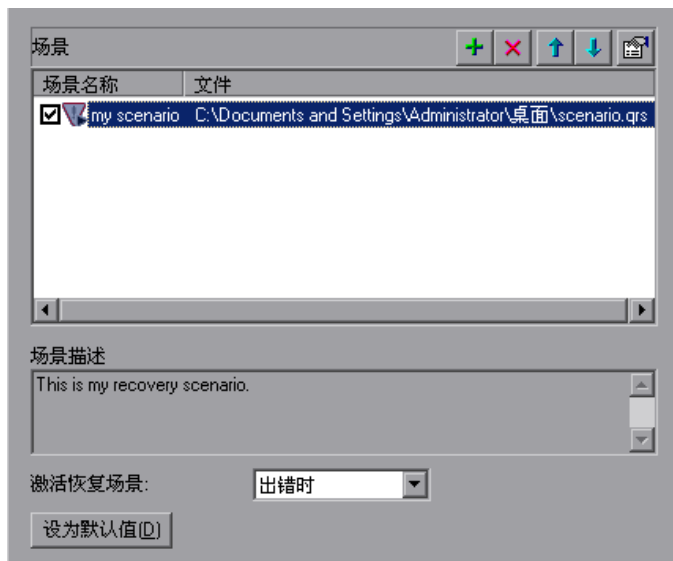 场景
场景名称 文件
my scenario C:\Documents and Settings\Administrator\桌面\scenario.qrs
场景描述
This is my recovery scenario.
激活恢复场景: 出错时
设为默认值(D)